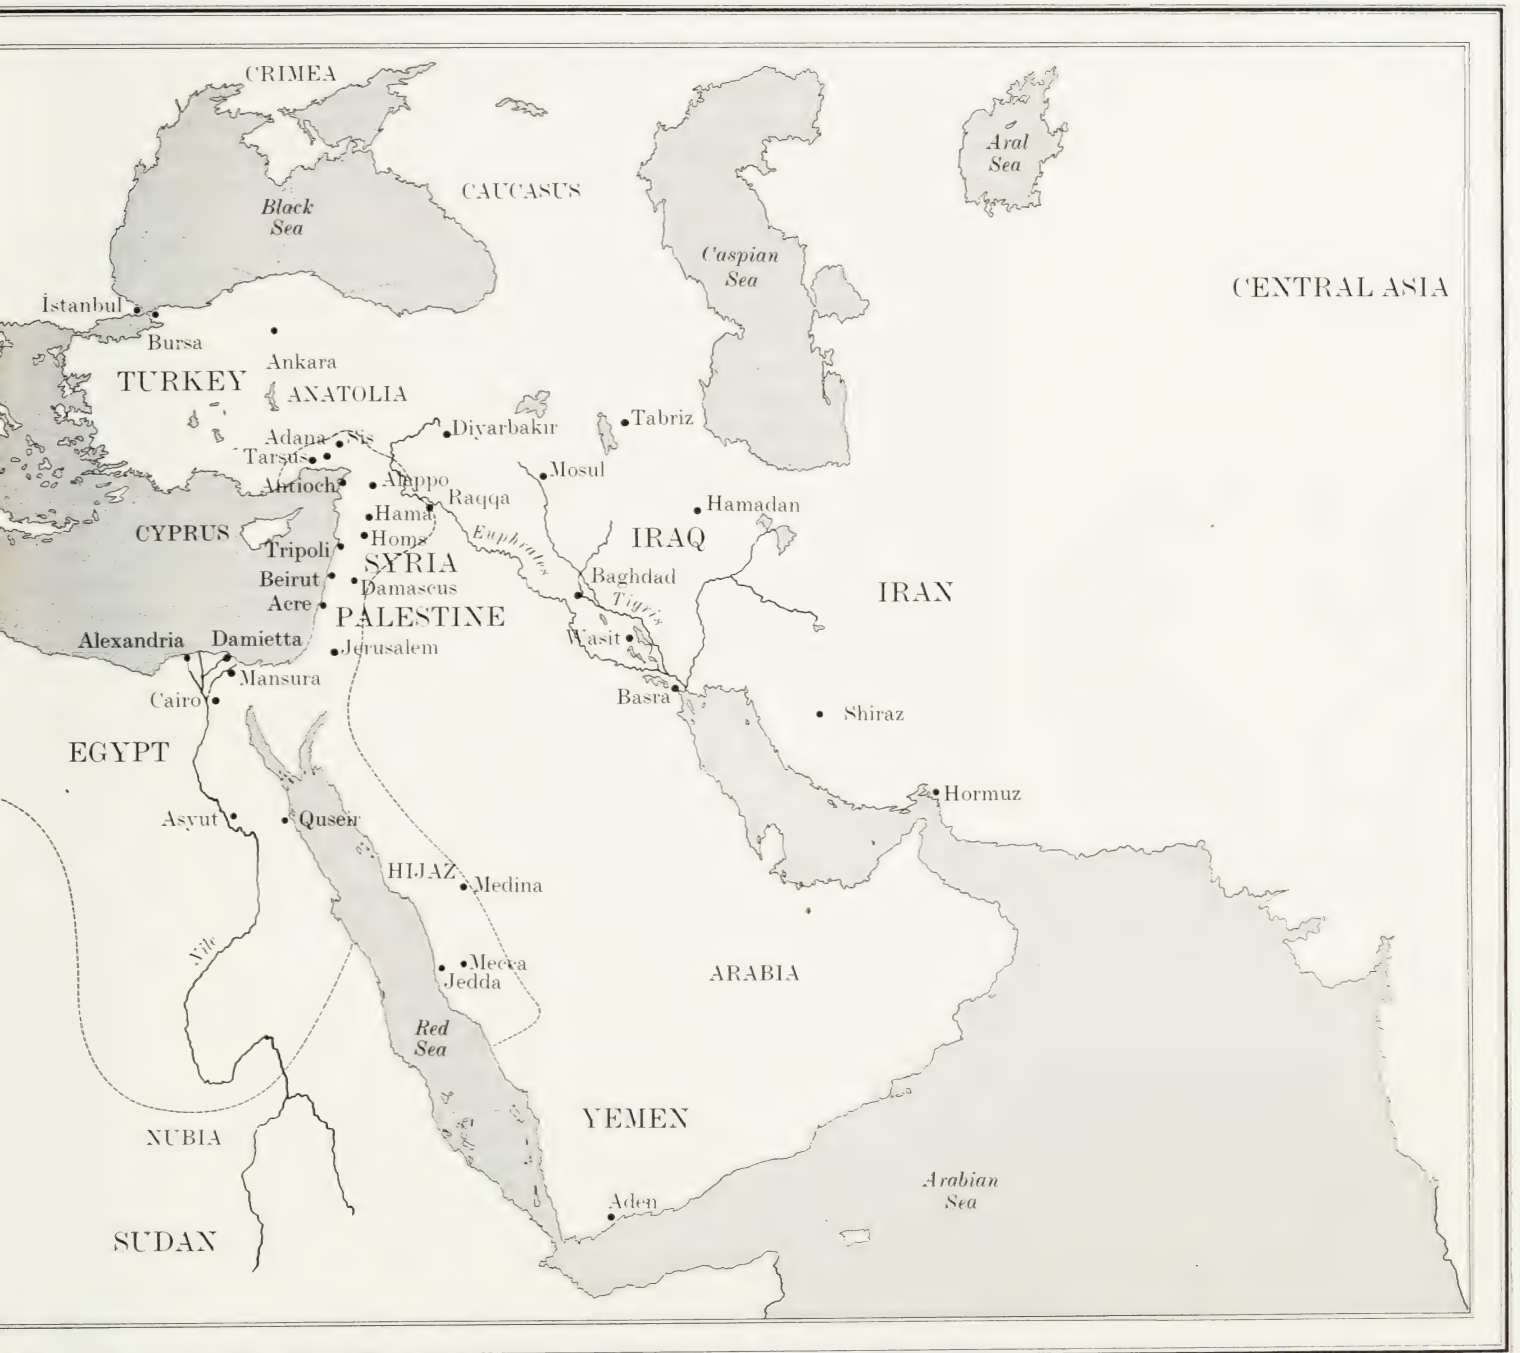 CRIMEA
Aral
Sea
CAUCASUS
Black
Sea
Caspian
Sea
CENTRAL ASIA
İstanbul
Bursa
Ankara
TURKEY
ANATOLIA
Tabriz
Diyarbakır
Adana
Sis
Tarsus
Mosul
Antioch
Aleppo
Raqqa
Hamadan
Hama
CYPRUS
Homs
Euphrates
IRAQ
Tripoli
SYRIA
Baghdad
Beirut
Damascus
IRAN
Acre
Tigris
PALESTINE
Alexandria
Damietta
Wasit
Jerusalem
Mansura
Cairo
Basra
Shiraz
EGYPT
Hormuz
Asyut
Quseir
HIJAZ
Medina
Nile
Mecca
Jedda
ARABIA
Red
Sea
YEMEN
NUBIA
Arabian
Sea
Aden
SUDAN